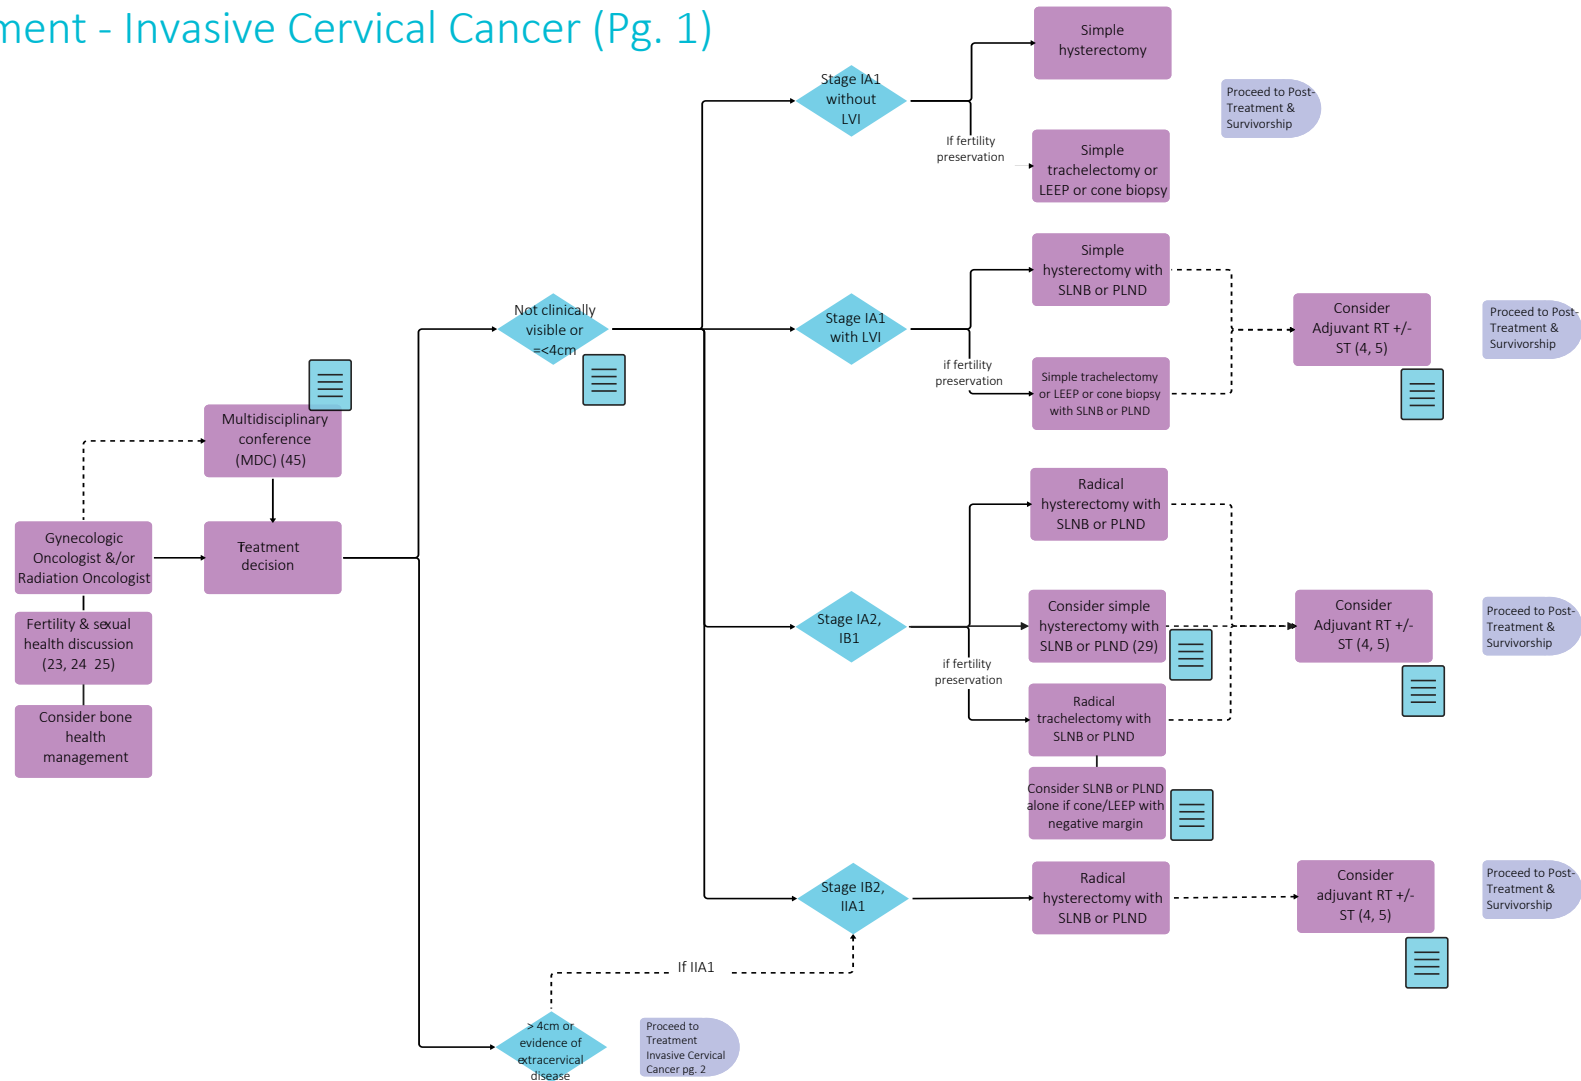 ment - Invasive Cervical Cancer (Pg. 1)
Simple
hysterectomy
Stage IA1
without
LVI
Proceed to Post-
Treatment &
Survivorship
If fertility
preservation
Simple
trachelectomy or
LEEP or cone biopsy
Simple
hysterectomy with
SLNB or PLND
Not clinically
visible or
=<4cm
Stage IA1
with LVI
Consider
Adjuvant RT +/-
ST (4, 5)
Proceed to Post-
Treatment &
Survivorship
if fertility
preservation
Simple trachelectomy
or LEEP or cone biopsy
with SLNB or PLND
Multidisciplinary
conference
(MDC) (45)
Radical
hysterectomy with
SLNB or PLND
Gynecologic
Oncologist &/or
Radiation Oncologist
Treatment
decision
Fertility & sexual
health discussion
(23, 24 25)
Consider bone
health
management
Stage IA2,
IB1
Consider simple
hysterectomy with
SLNB or PLND (29)
Consider
Adjuvant RT +/-
ST (4, 5)
Proceed to Post-
Treatment &
Survivorship
if fertility
preservation
Radical
trachelectomy with
SLNB or PLND
Consider SLNB or PLND
alone if cone/LEEP with
negative margin
Stage IB2,
IIA1
Radical
hysterectomy with
SLNB or PLND
Consider
adjuvant RT +/-
ST (4, 5)
Proceed to Post-
Treatment &
Survivorship
If IIA1
> 4cm or
evidence of
extracervical
disease
Proceed to
Treatment
Invasive Cervical
Cancer pg. 2